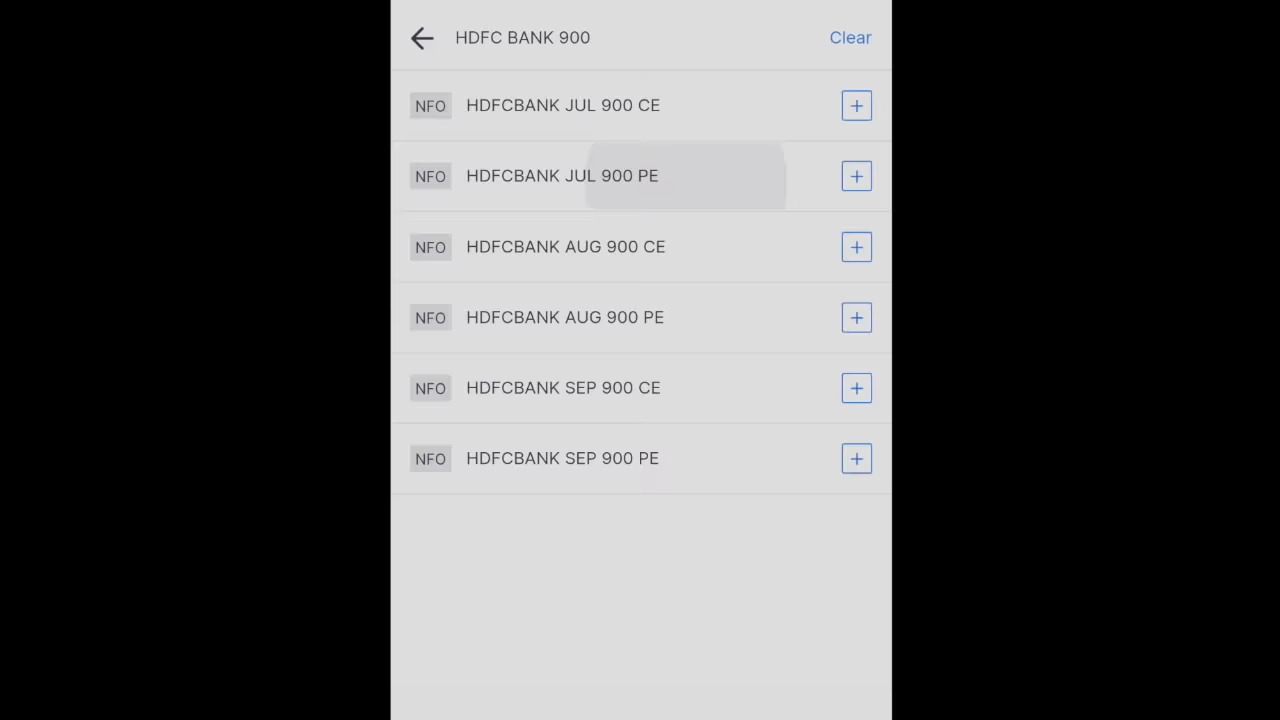 HDFC BANK 900 Clear
NFO HDFCBANK JUL 900 CE
NFO HDFCBANK JUL 900 PE
NFO HDFCBANK AUG 900 CE
NFO HDFCBANK AUG 900 PE
NFO HDFCBANK SEP 900 CE
NFO HDFCBANK SEP 900 PE